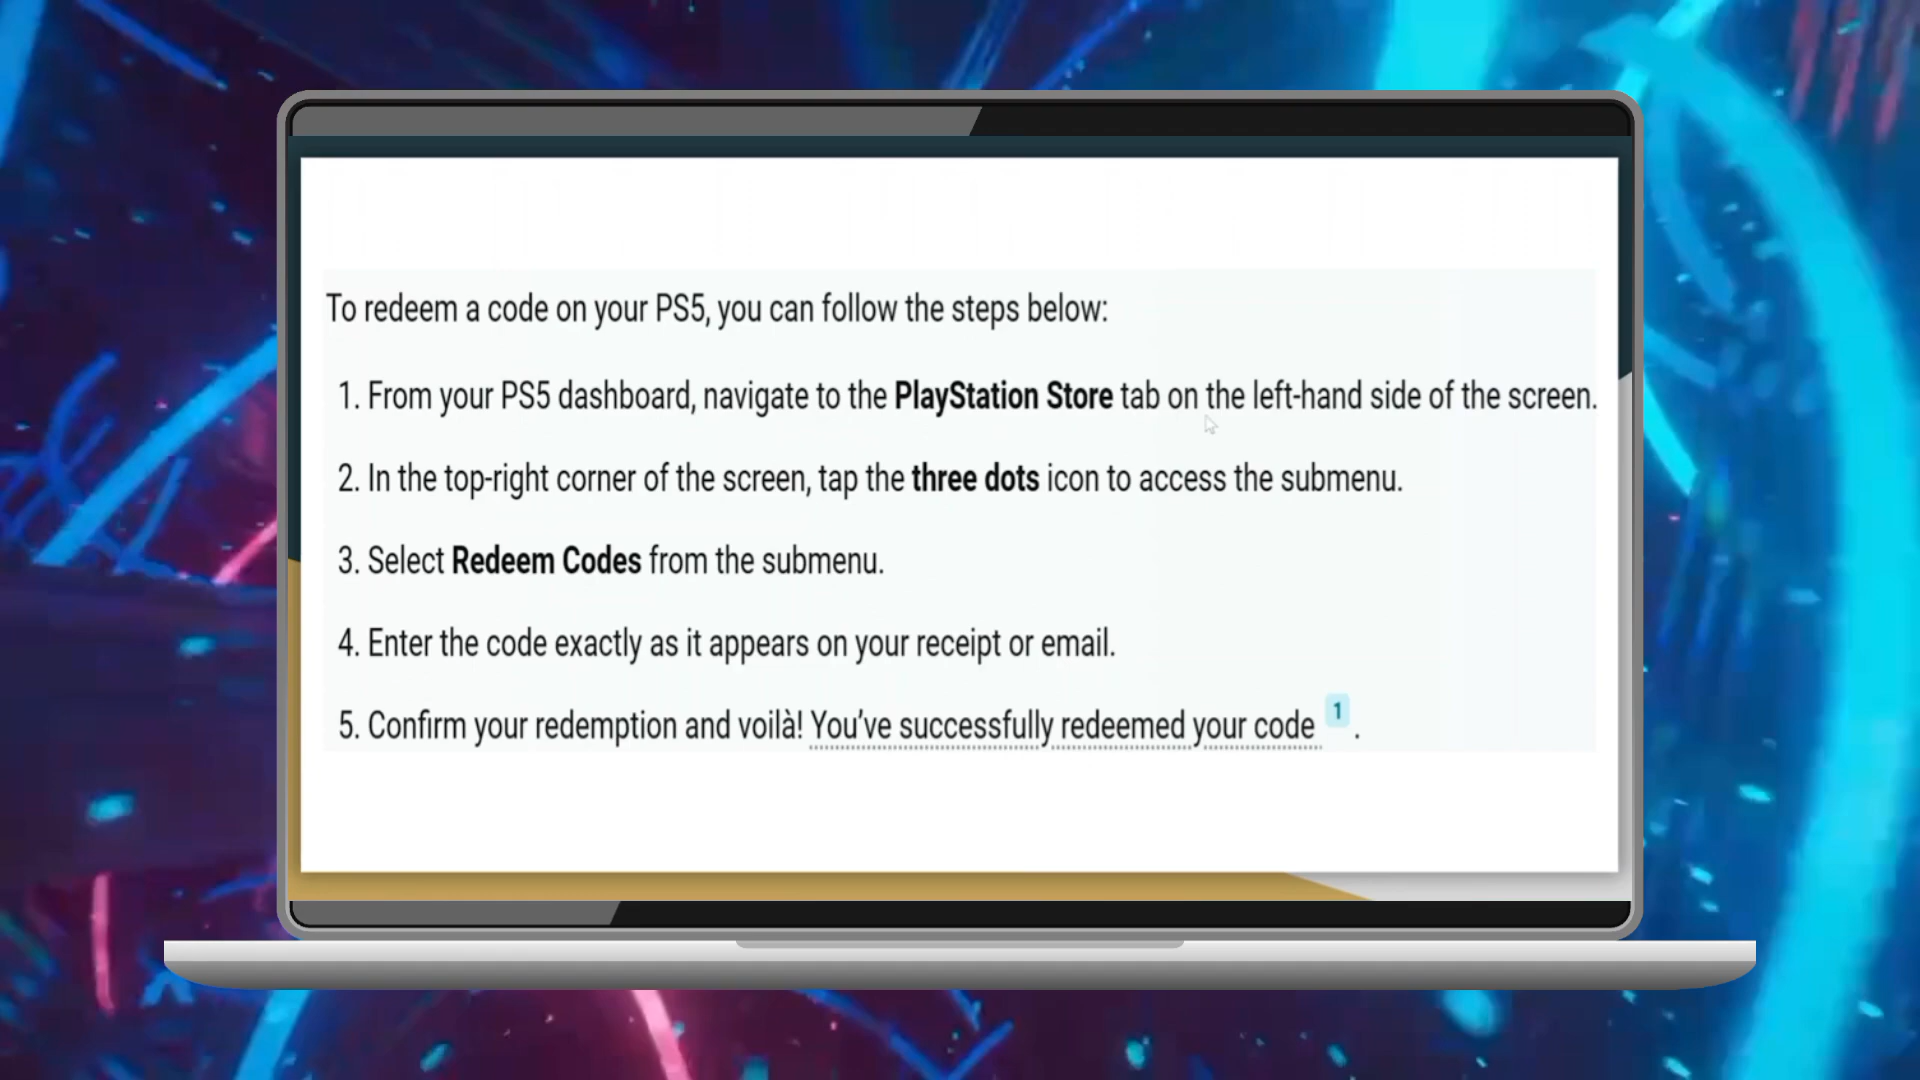 To redeem a code on your PS5, you can follow the steps below:
1. From your PS5 dashboard, navigate to the PlayStation Store tab on the left-hand side of the screen.
2. In the top-right corner of the screen, tap the three dots icon to access the submenu.
3. Select Redeem Codes from the submenu.
4. Enter the code exactly as it appears on your receipt or email.
5. Confirm your redemption and voilà! You’ve successfully redeemed your code 1 .